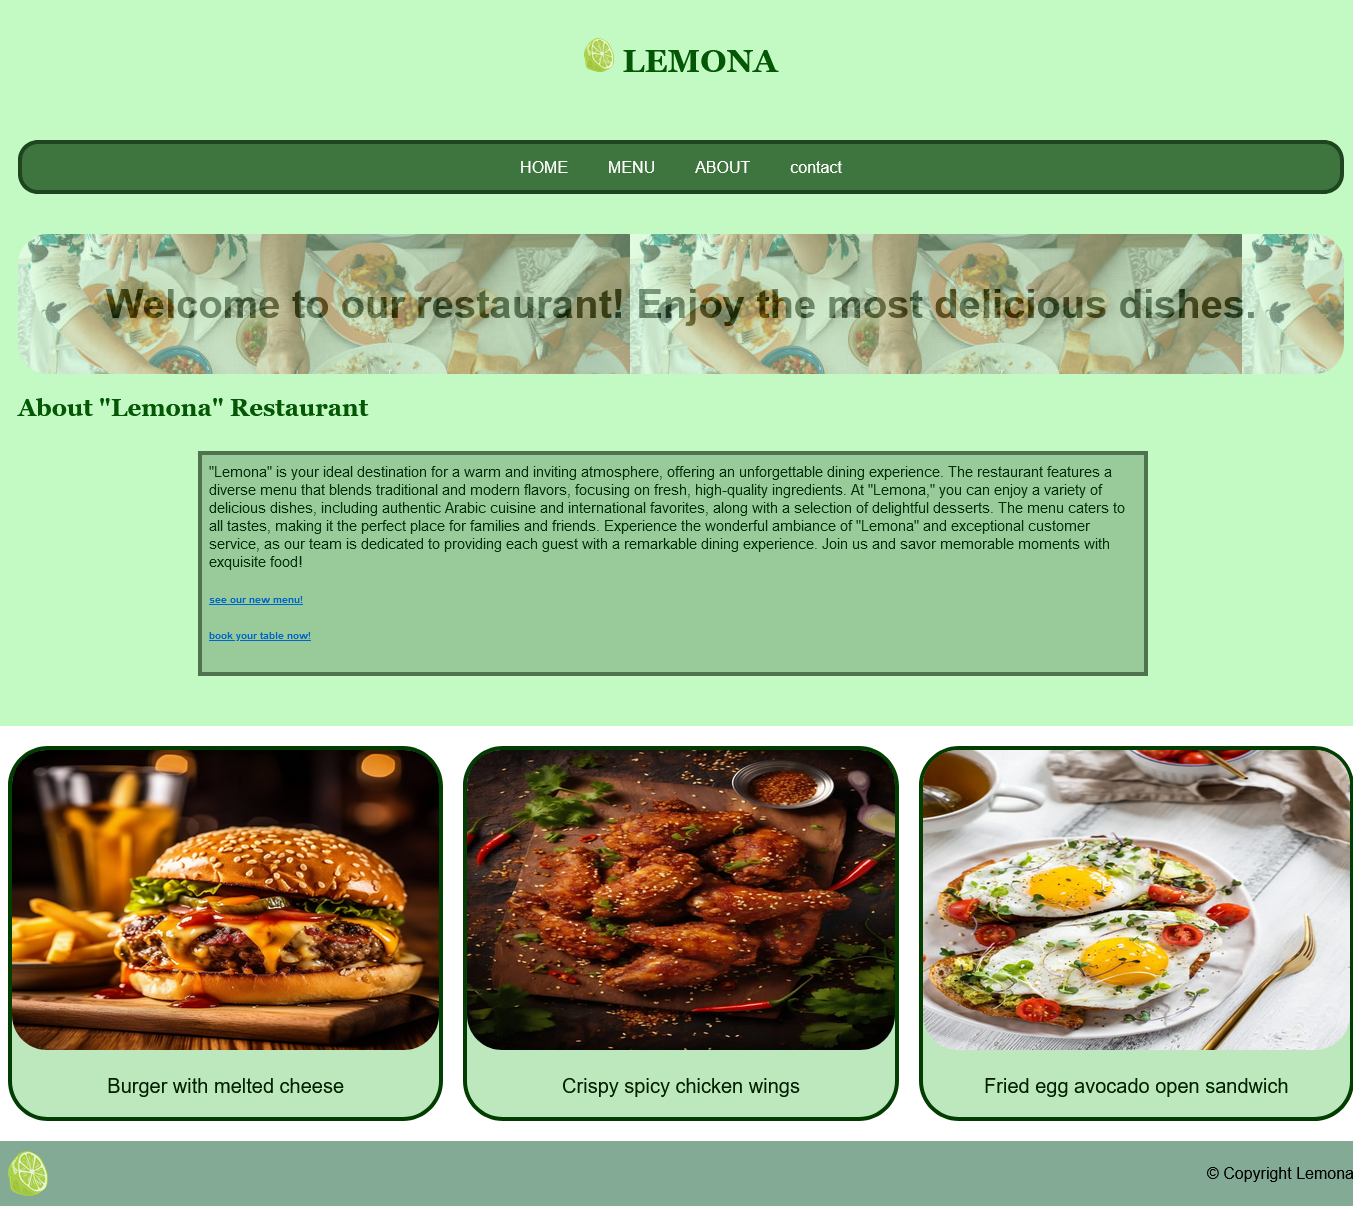 LEMONA
HOME MENU ABOUT contact
Welcome to our restaurant! Enjoy the most delicious dishes.
About "Lemona" Restaurant
"Lemona" is your ideal destination for a warm and inviting atmosphere, offering an unforgettable dining experience. The restaurant features a
diverse menu that blends traditional and modern flavors, focusing on fresh, high-quality ingredients. At "Lemona," you can enjoy a variety of
delicious dishes, including authentic Arabic cuisine and international favorites, along with a selection of delightful desserts. The menu caters to
all tastes, making it the perfect place for families and friends. Experience the wonderful ambiance of "Lemona" and exceptional customer
service, as our team is dedicated to providing each guest with a remarkable dining experience. Join us and savor memorable moments with
exquisite food!
see our new menu!
book your table now!
Burger with melted cheese
Crispy spicy chicken wings
Fried egg avocado open sandwich
© Copyright Lemona